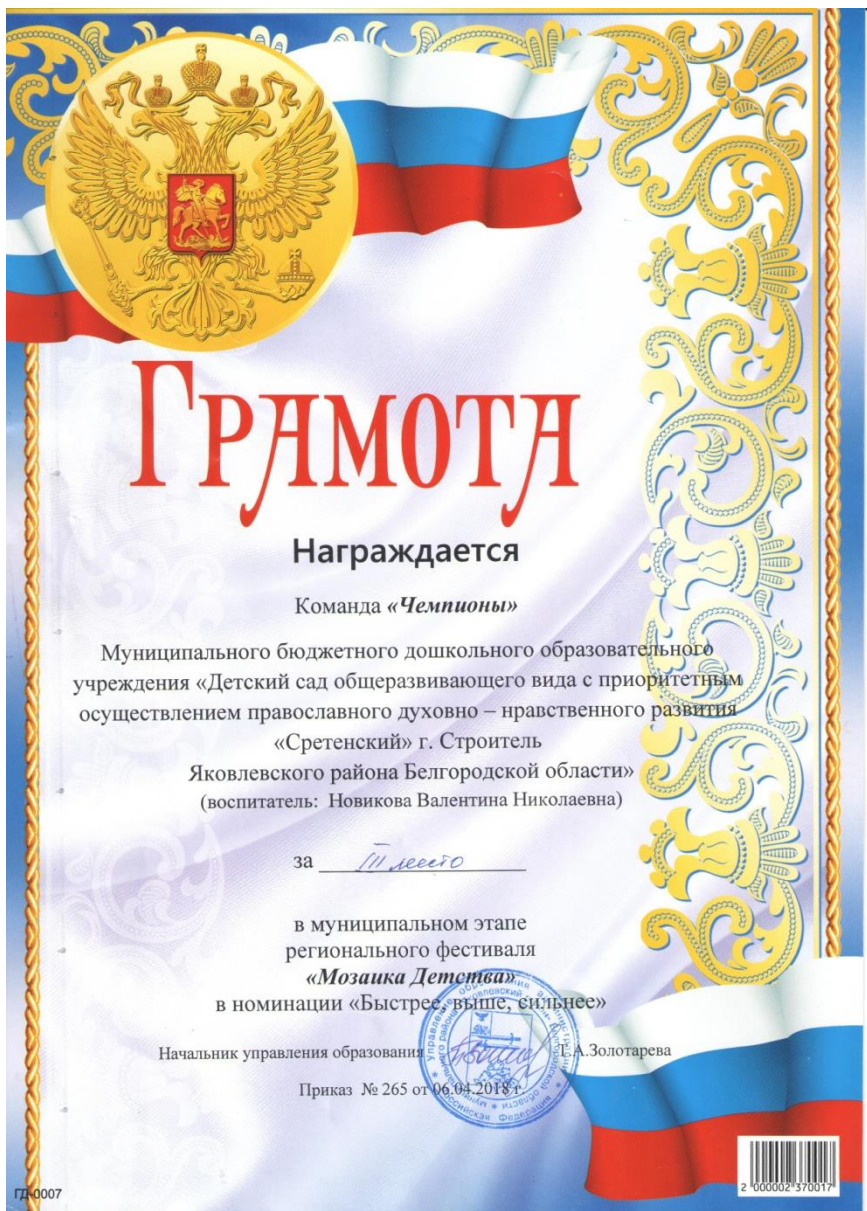 ГРАМОТА
Награждается
Команда «Чемпионы»
Муниципального бюджетного дошкольного образовательного
учреждения «Детский сад общеразвивающего вида с приоритетным
осуществлением православного духовно – нравственного развития
«Сретенский» г. Строитель
Яковлевского района Белгородской области»
(воспитатель: Новикова Валентина Николаевна)
за III место
в муниципальном этапе
регионального фестиваля
«Мозаика Детства»
в номинации «Быстрее, выше, сильнее»
Начальник управления образования Т.А.Золотарева
Приказ № 265 от 06.04.2018 г.
ГД-0007
2 000002 370017